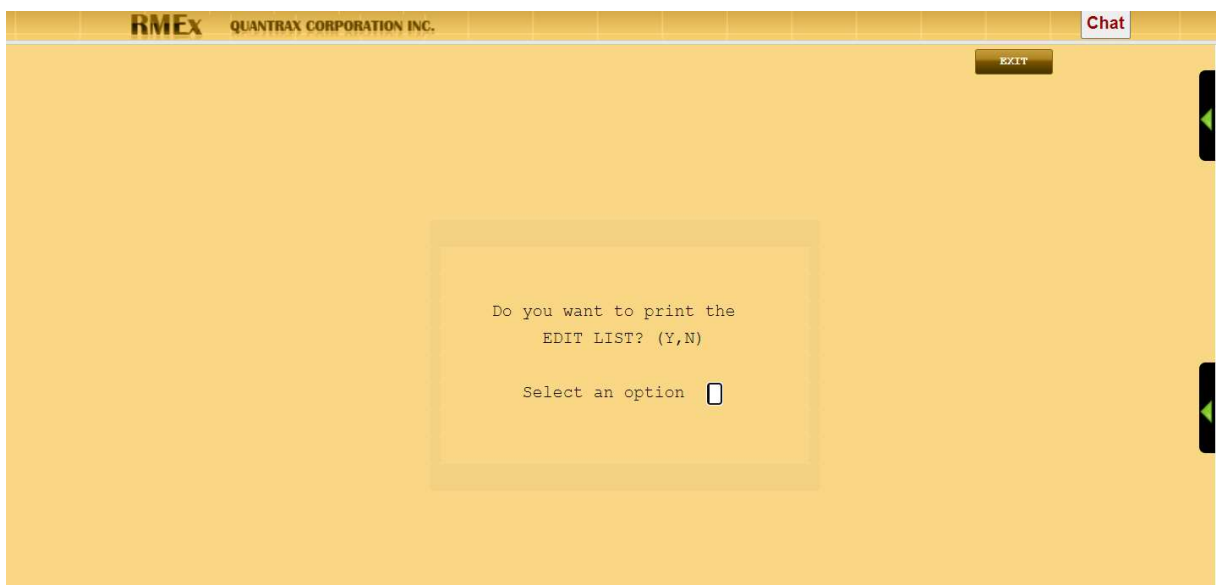 RMEx QUANTRAX CORPORATION INC. Chat
EXIT
Do you want to print the
EDIT LIST? (Y,N)
Select an option